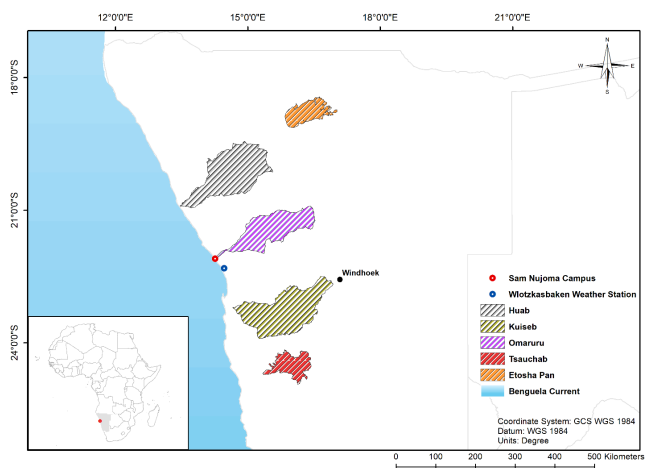 12°0'0"E 15°0'0"E 18°0'0"E 21°0'0"E
18°0'0"S
21°0'0"S
24°0'0"S
N
W E
S
Windhoek
Sam Nujoma Campus
Wlotzkasbaken Weather Station
Huab
Kuiseb
Omaruru
Tsauchab
Etosha Pan
Benguela Current
Coordinate System: GCS WGS 1984
Datum: WGS 1984
Units: Degree
0 100 200 300 400 500 Kilometers